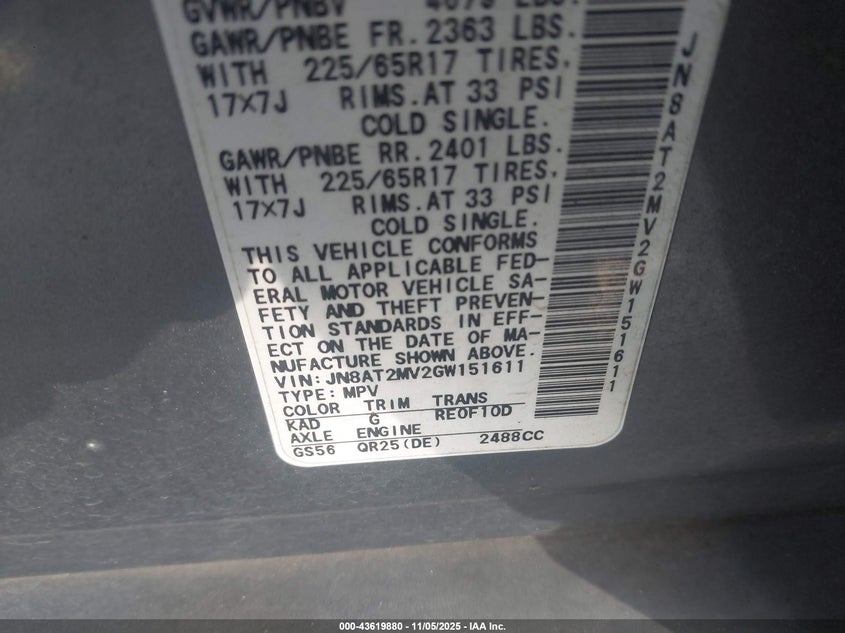 GVWR/PNBV 4679 LBS.
GAWR/PNBE FR. 2363 LBS.
WITH 225/65R17 TIRES,
17X7J RIMS.AT 33 PSI
COLD SINGLE.
GAWR/PNBE RR. 2401 LBS.
WITH 225/65R17 TIRES,
17X7J RIMS.AT 33 PSI
COLD SINGLE.
THIS VEHICLE CONFORMS
TO ALL APPLICABLE FED-
ERAL MOTOR VEHICLE SA-
FETY AND THEFT PREVEN-
TION STANDARDS IN EFF-
ECT ON THE DATE OF MA-
NUFACTURE SHOWN ABOVE.
VIN: JN8AT2MV2GW151611
TYPE: MPV
COLOR TRIM TRANS
KAD G RE0F10D
AXLE ENGINE
GS56 QR25(DE) 2488CC
JN8AT2MV2GW151611
000-43619880 - 11/05/2025 - IAA Inc.